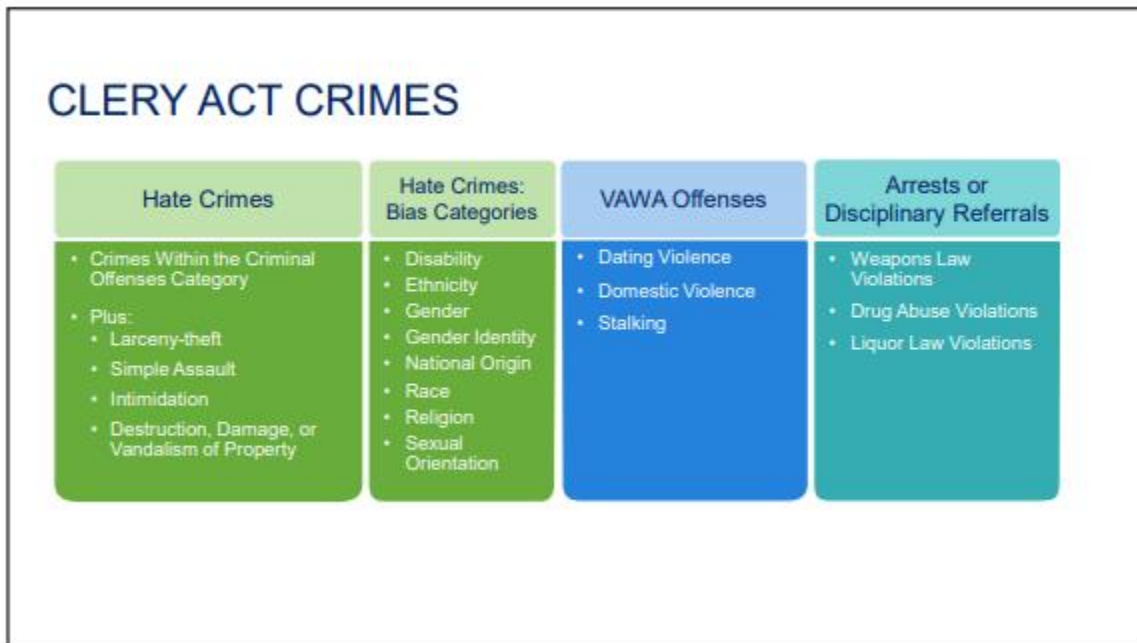 CLERY ACT CRIMES
Hate Crimes
• Crimes Within the Criminal
Offenses Category
• Plus:
• Larceny-theft
• Simple Assault
• Intimidation
• Destruction, Damage, or
Vandalism of Property
Hate Crimes:
Bias Categories
• Disability
• Ethnicity
• Gender
• Gender Identity
• National Origin
• Race
• Religion
• Sexual
Orientation
VAWA Offenses
• Dating Violence
• Domestic Violence
• Stalking
Arrests or
Disciplinary Referrals
• Weapons Law
Violations
• Drug Abuse Violations
• Liquor Law Violations